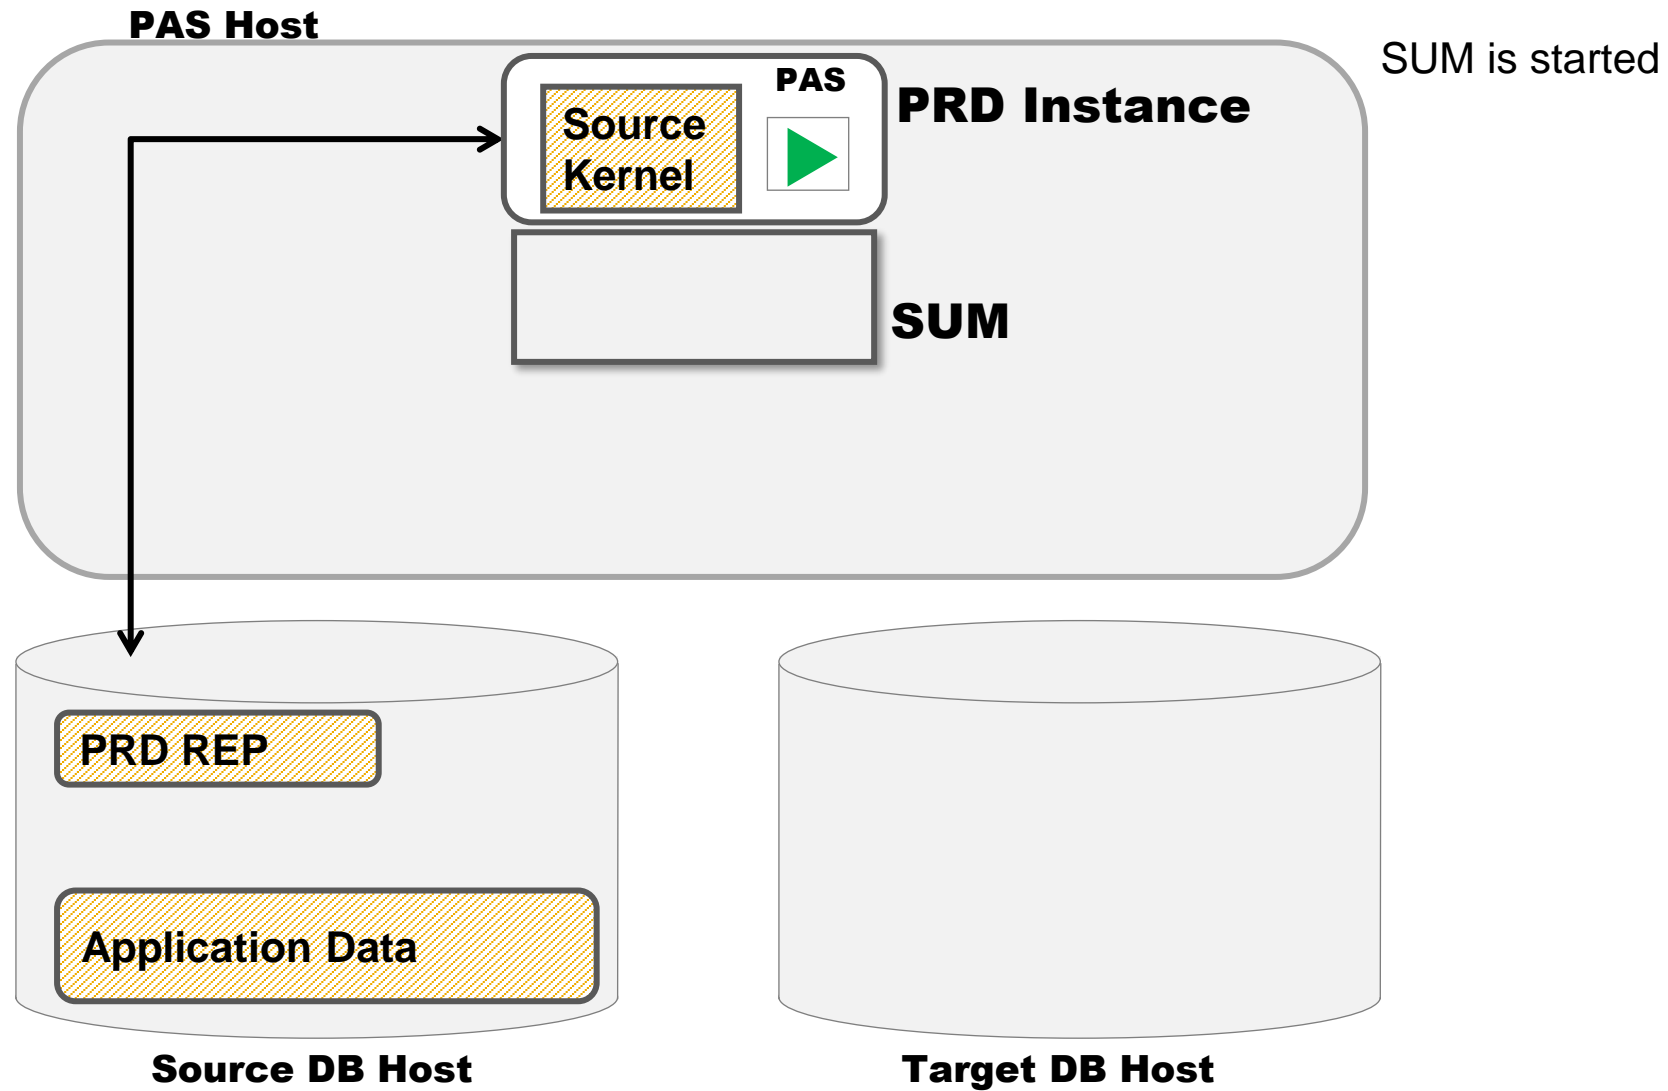 PAS Host
SUM is started
PAS
PRD Instance
Source
Kernel
SUM
PRD REP
Application Data
Source DB Host
Target DB Host